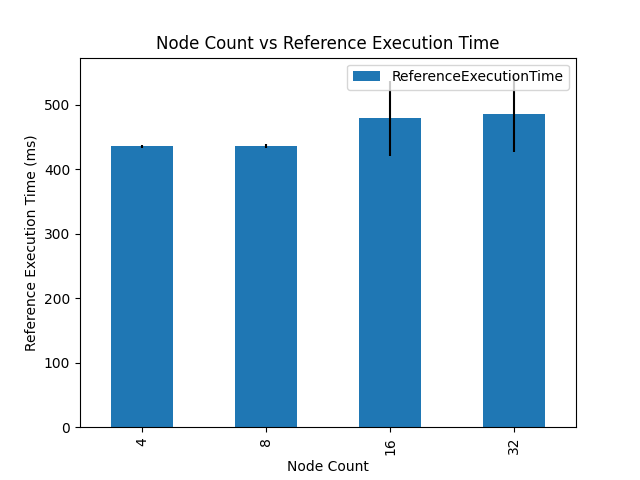 Node Count vs Reference Execution Time
ReferenceExecutionTime
Reference Execution Time (ms)
500
400
300
200
100
0
4
8
16
32
Node Count